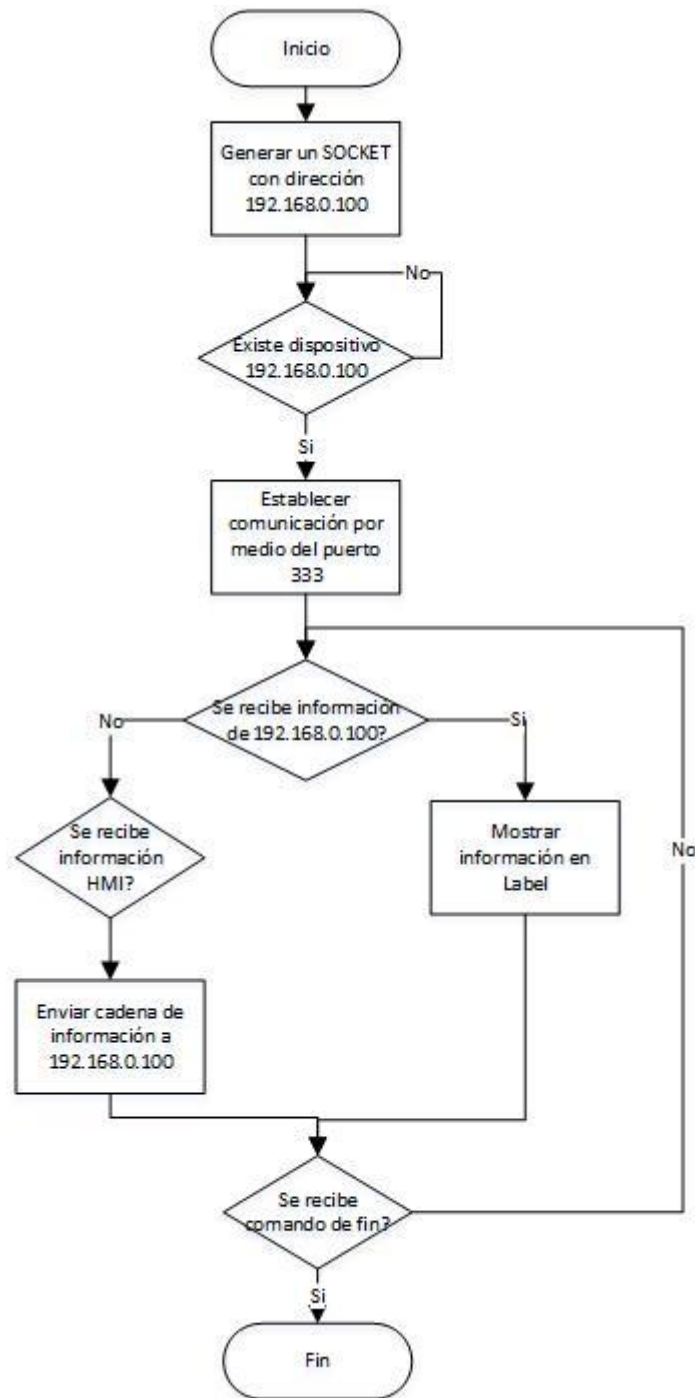 Inicio
Generar un SOCKET
con dirección
192.168.0.100
No
Existe dispositivo
192.168.0.100
Si
Establecer
comunicación por
medio del puerto
333
Se recibe información
de 192.168.0.100?
No
Si
Se recibe
información
HMI?
Mostrar
información en
Label
No
Enviar cadena de
información a
192.168.0.100
Se recibe
comando de fin?
Si
Fin